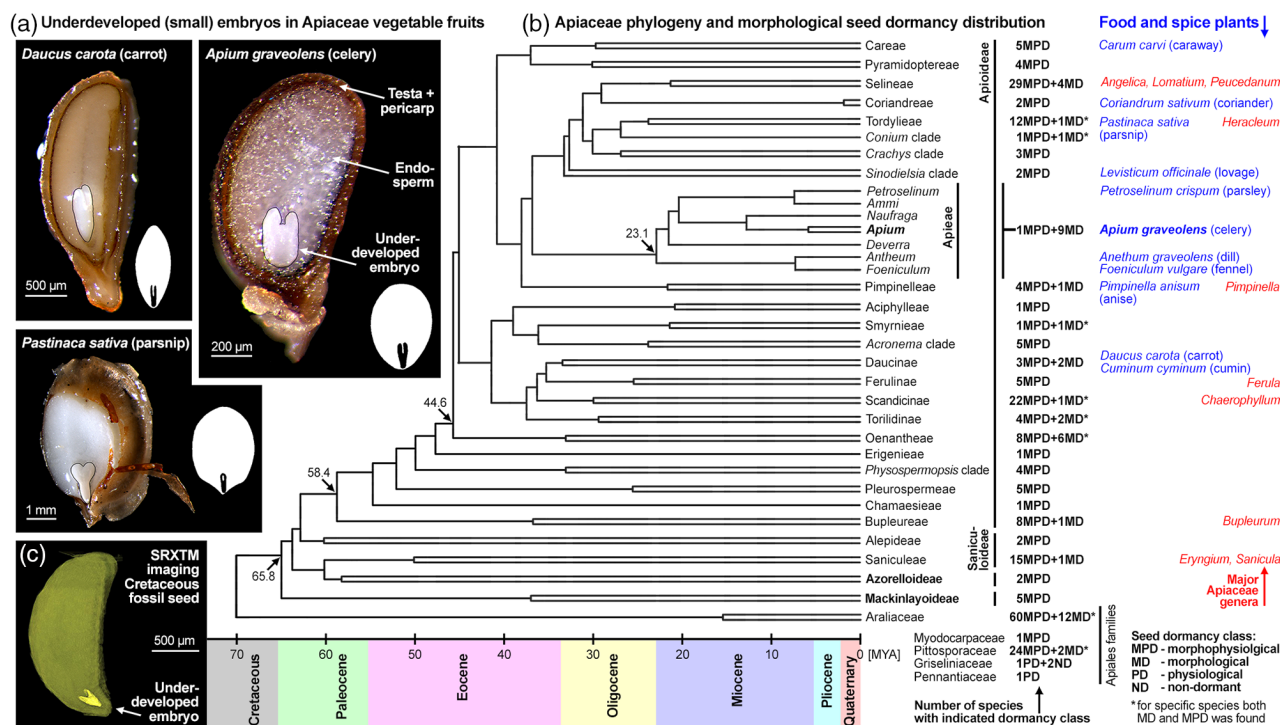 (a) Underdeveloped (small) embryos in Apiaceae vegetable fruits
Daucus carota (carrot)
500 µm
Apium graveolens (celery)
Testa +
pericarp
Endo-
sperm
Under-
developed
embryo
200 µm
Pastinaca sativa (parsnip)
1 mm
(c) SRXTM
imaging
Cretaceous
fossil seed
500 µm
Under-
developed
embryo
(b) Apiaceae phylogeny and morphological seed dormancy distribution
Food and spice plants
Careae 5MPD Carum carvi (caraway)
Pyramidoptereae 4MPD
Selineae 29MPD+4MD Angelica, Lomatium, Peucedanum
Coriandreae 2MPD Coriandrum sativum (coriander)
Tordylieae 12MPD+1MD* Pastinaca sativa Heracleum
Conium clade 1MPD+1MD* (parsnip)
Crachys clade 3MPD
Sinodielsia clade 2MPD Levisticum officinale (lovage)
Petroselinum Petroselinum crispum (parsley)
Ammi
Naufraga
Apium 1MPD+9MD Apium graveolens (celery)
Deverra
Antheum Anethum graveolens (dill)
Foeniculum Foeniculum vulgare (fennel)
Pimpinelleae 4MPD+1MD Pimpinella anisum Pimpinella
(anise)
Aciphylleae 1MPD
Smyrnieae 1MPD+1MD*
Acronema clade 5MPD
Daucinae 3MPD+2MD Daucus carota (carrot)
Cuminum cyminum (cumin)
Ferulinae 5MPD Ferula
Scandicinae 22MPD+1MD* Chaerophyllum
Torilidinae 4MPD+2MD*
Oenantheae 8MPD+6MD*
Erigenieae 1MPD
Physospermopsis clade 4MPD
Pleurospermeae 5MPD
Chamaesieae 1MPD
Bupleureae 8MPD+1MD Bupleurum
Alepideae 2MPD
Saniculeae 15MPD+1MD Eryngium, Sanicula
Azorelloideae 2MPD
Mackinlayoideae 5MPD
Araliaceae 60MPD+12MD*
Myodocarpaceae 1MPD
Pittosporaceae 24MPD+2MD*
Griseliniaceae 1PD+2ND
Pennantiaceae 1PD
Apioideae
Apieae
Sanicu-
loideae
Apiales families
23.1
44.6
58.4
65.8
Major
Apiaceae
genera
70 60 50 40 30 20 10 0 [MYA]
Cretaceous
Paleocene
Eocene
Oligocene
Miocene
Pliocene
Quaternary
Number of species
with indicated dormancy class
Seed dormancy class:
MPD - morphophysiolgical
MD - morphological
PD - physiological
ND - non-dormant
*for specific species both
MD and MPD was found